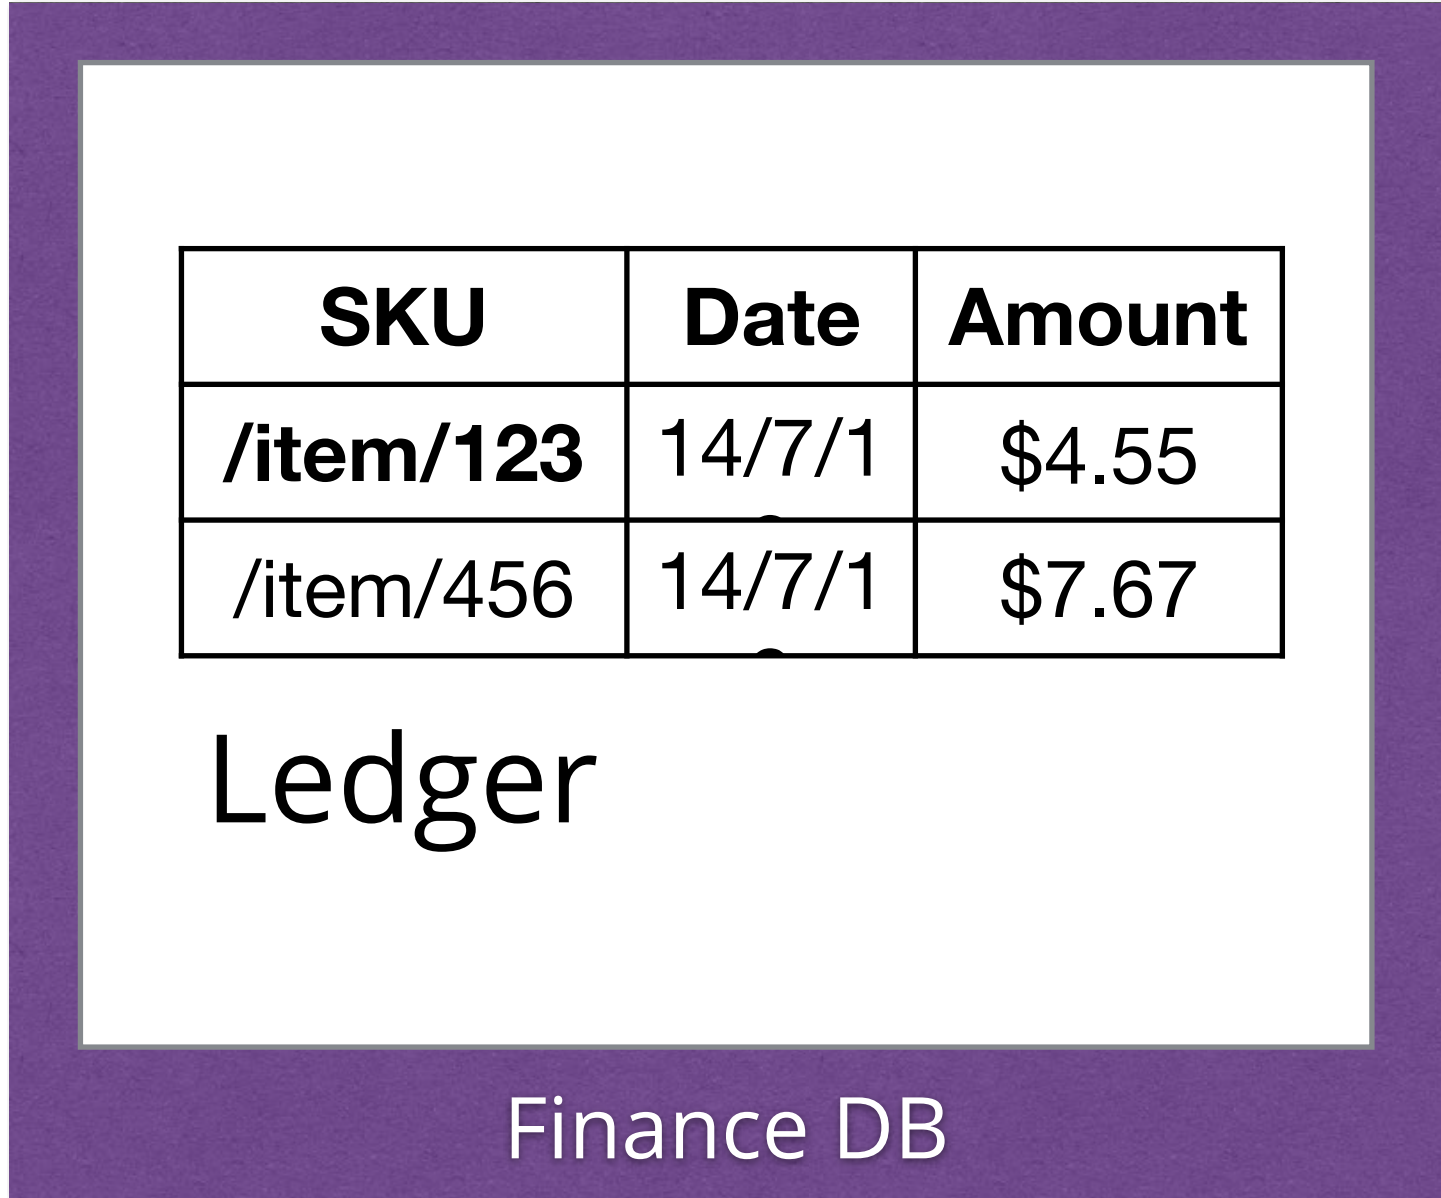 SKU Date Amount
/item/123 14/7/1 $4.55
/item/456 14/7/1 $7.67
Ledger
Finance DB